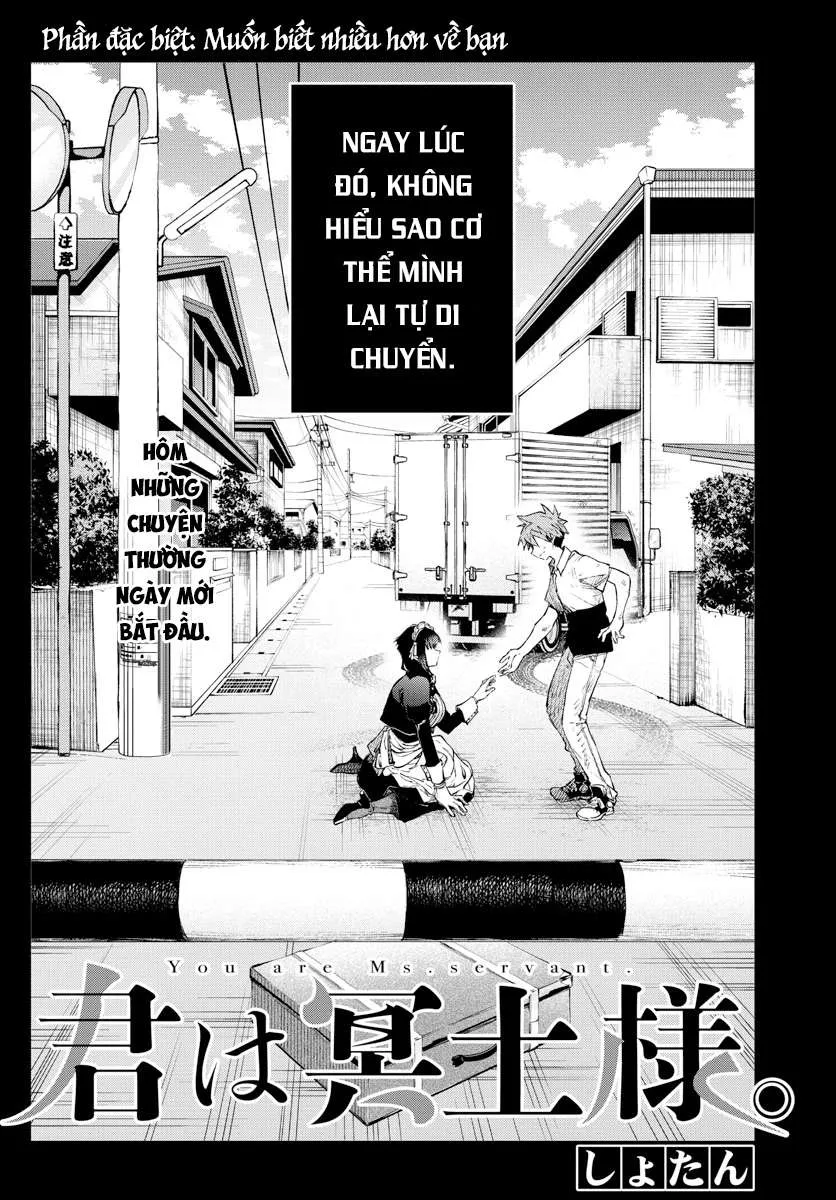 Phần đặc biệt: Muốn biết nhiều hơn về bạn
NGAY LÚC
ĐÓ, KHÔNG
HIỂU SAO CƠ
THỂ MÌNH
LẠI TỰ DI
CHUYỂN.
注意
HÔM
NHỮNG
CHUYỆN
THƯỜNG
NGÀY MỚI
BẮT ĐẦU.
You are Ms. servant.
君は冥土様。
しょたん